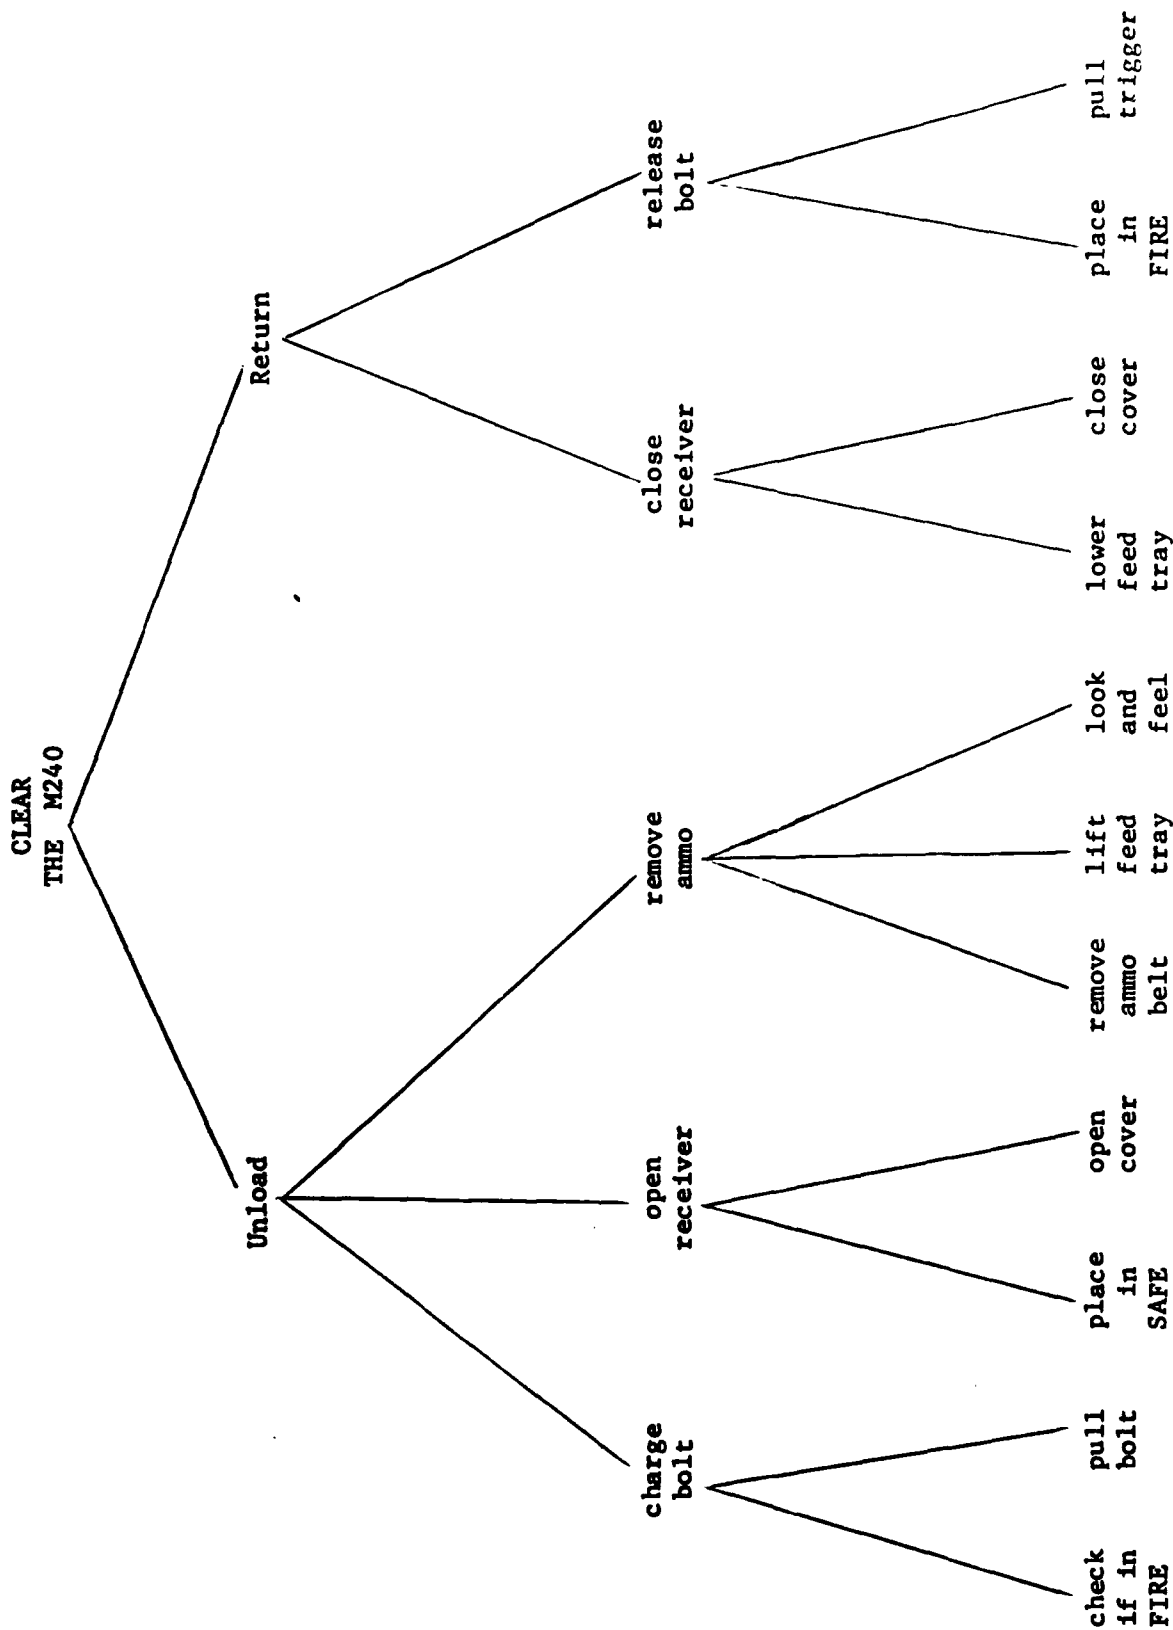 CLEAR
THE M240
Unload
Return
charge
bolt
open
receiver
remove
ammo
close
receiver
release
bolt
check
if in
FIRE
pull
bolt
place
in
SAFE
open
cover
remove
ammo
belt
lift
feed
tray
look
and
feel
lower
feed
tray
close
cover
place
in
FIRE
pull
trigger